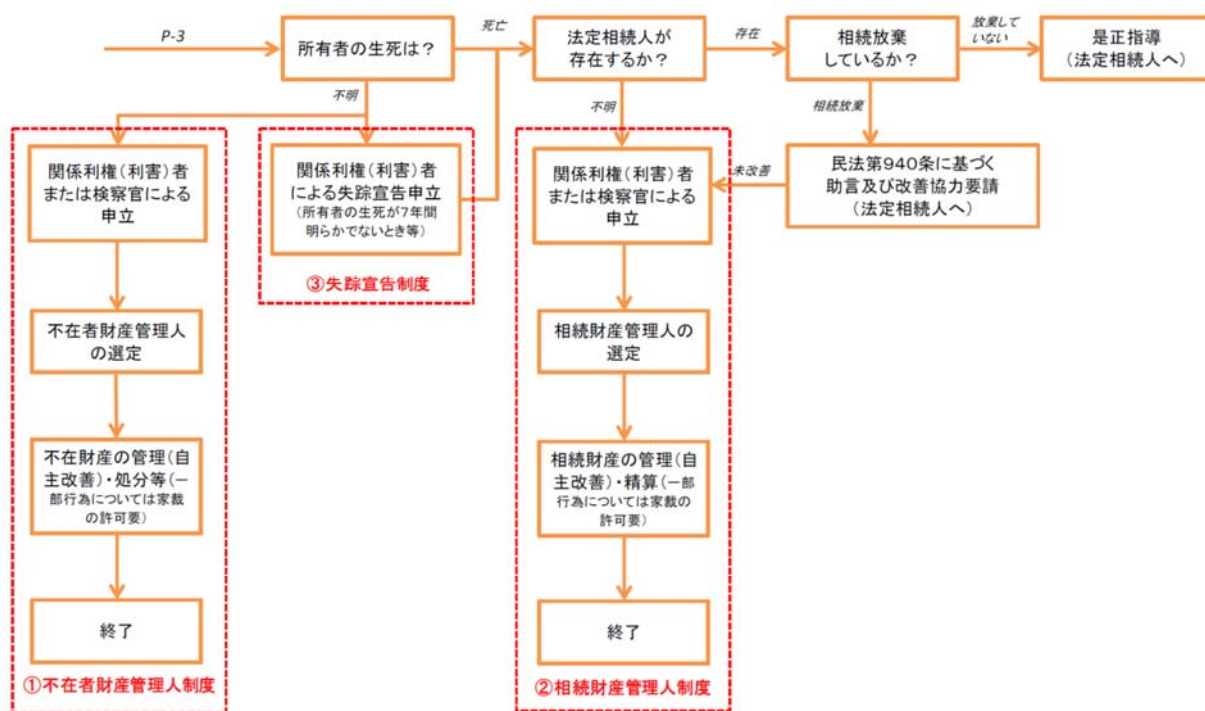 P-3
所有者の生死は？
死亡
法定相続人が
存在するか？
存在
相続放棄
しているか？
放棄して
いない
是正指導
(法定相続人へ)
不明
不明
相続放棄
関係利権(利害)者
または検察官による
申立
関係利権(利害)者
による失踪宣告申立
(所有者の生死が7年間
明らかでないとき等)
③失踪宣告制度
関係利権(利害)者
または検察官による
申立
未改善
民法第940条に基づく
助言及び改善協力要請
(法定相続人へ)
不在者財産管理人
の選定
相続財産管理人の
選定
不在財産の管理(自
主改善)・処分等(一
部行為については家裁
の許可要)
相続財産の管理(自
主改善)・精算(一部
行為については家裁の
許可要)
終了
終了
①不在者財産管理人制度
②相続財産管理人制度